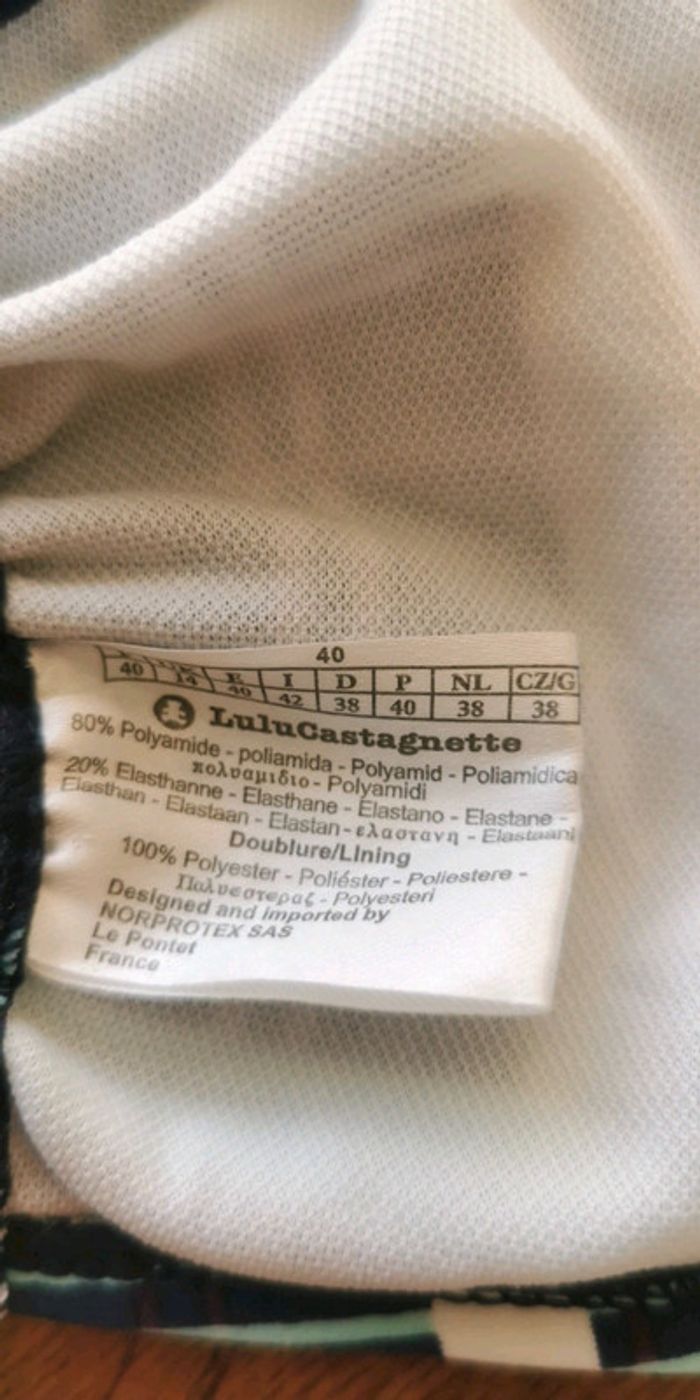 40
UK E I D P NL CZ/G
40 14 40 42 38 40 38 38
LuluCastagnette
80% Polyamide - poliamida - Polyamid - Poliamidica
πολυαμιδιο - Polyamidi
20% Elasthanne - Elasthane - Elastano - Elastane -
Elasthan - Elastaan - Elastan - ελαστανη - Elastaani
Doublure/LIning
100% Polyester - Poliéster - Poliestere -
Πολυεστερας - Polyesteri
Designed and imported by
NORPROTEX SAS
Le Pontet
France